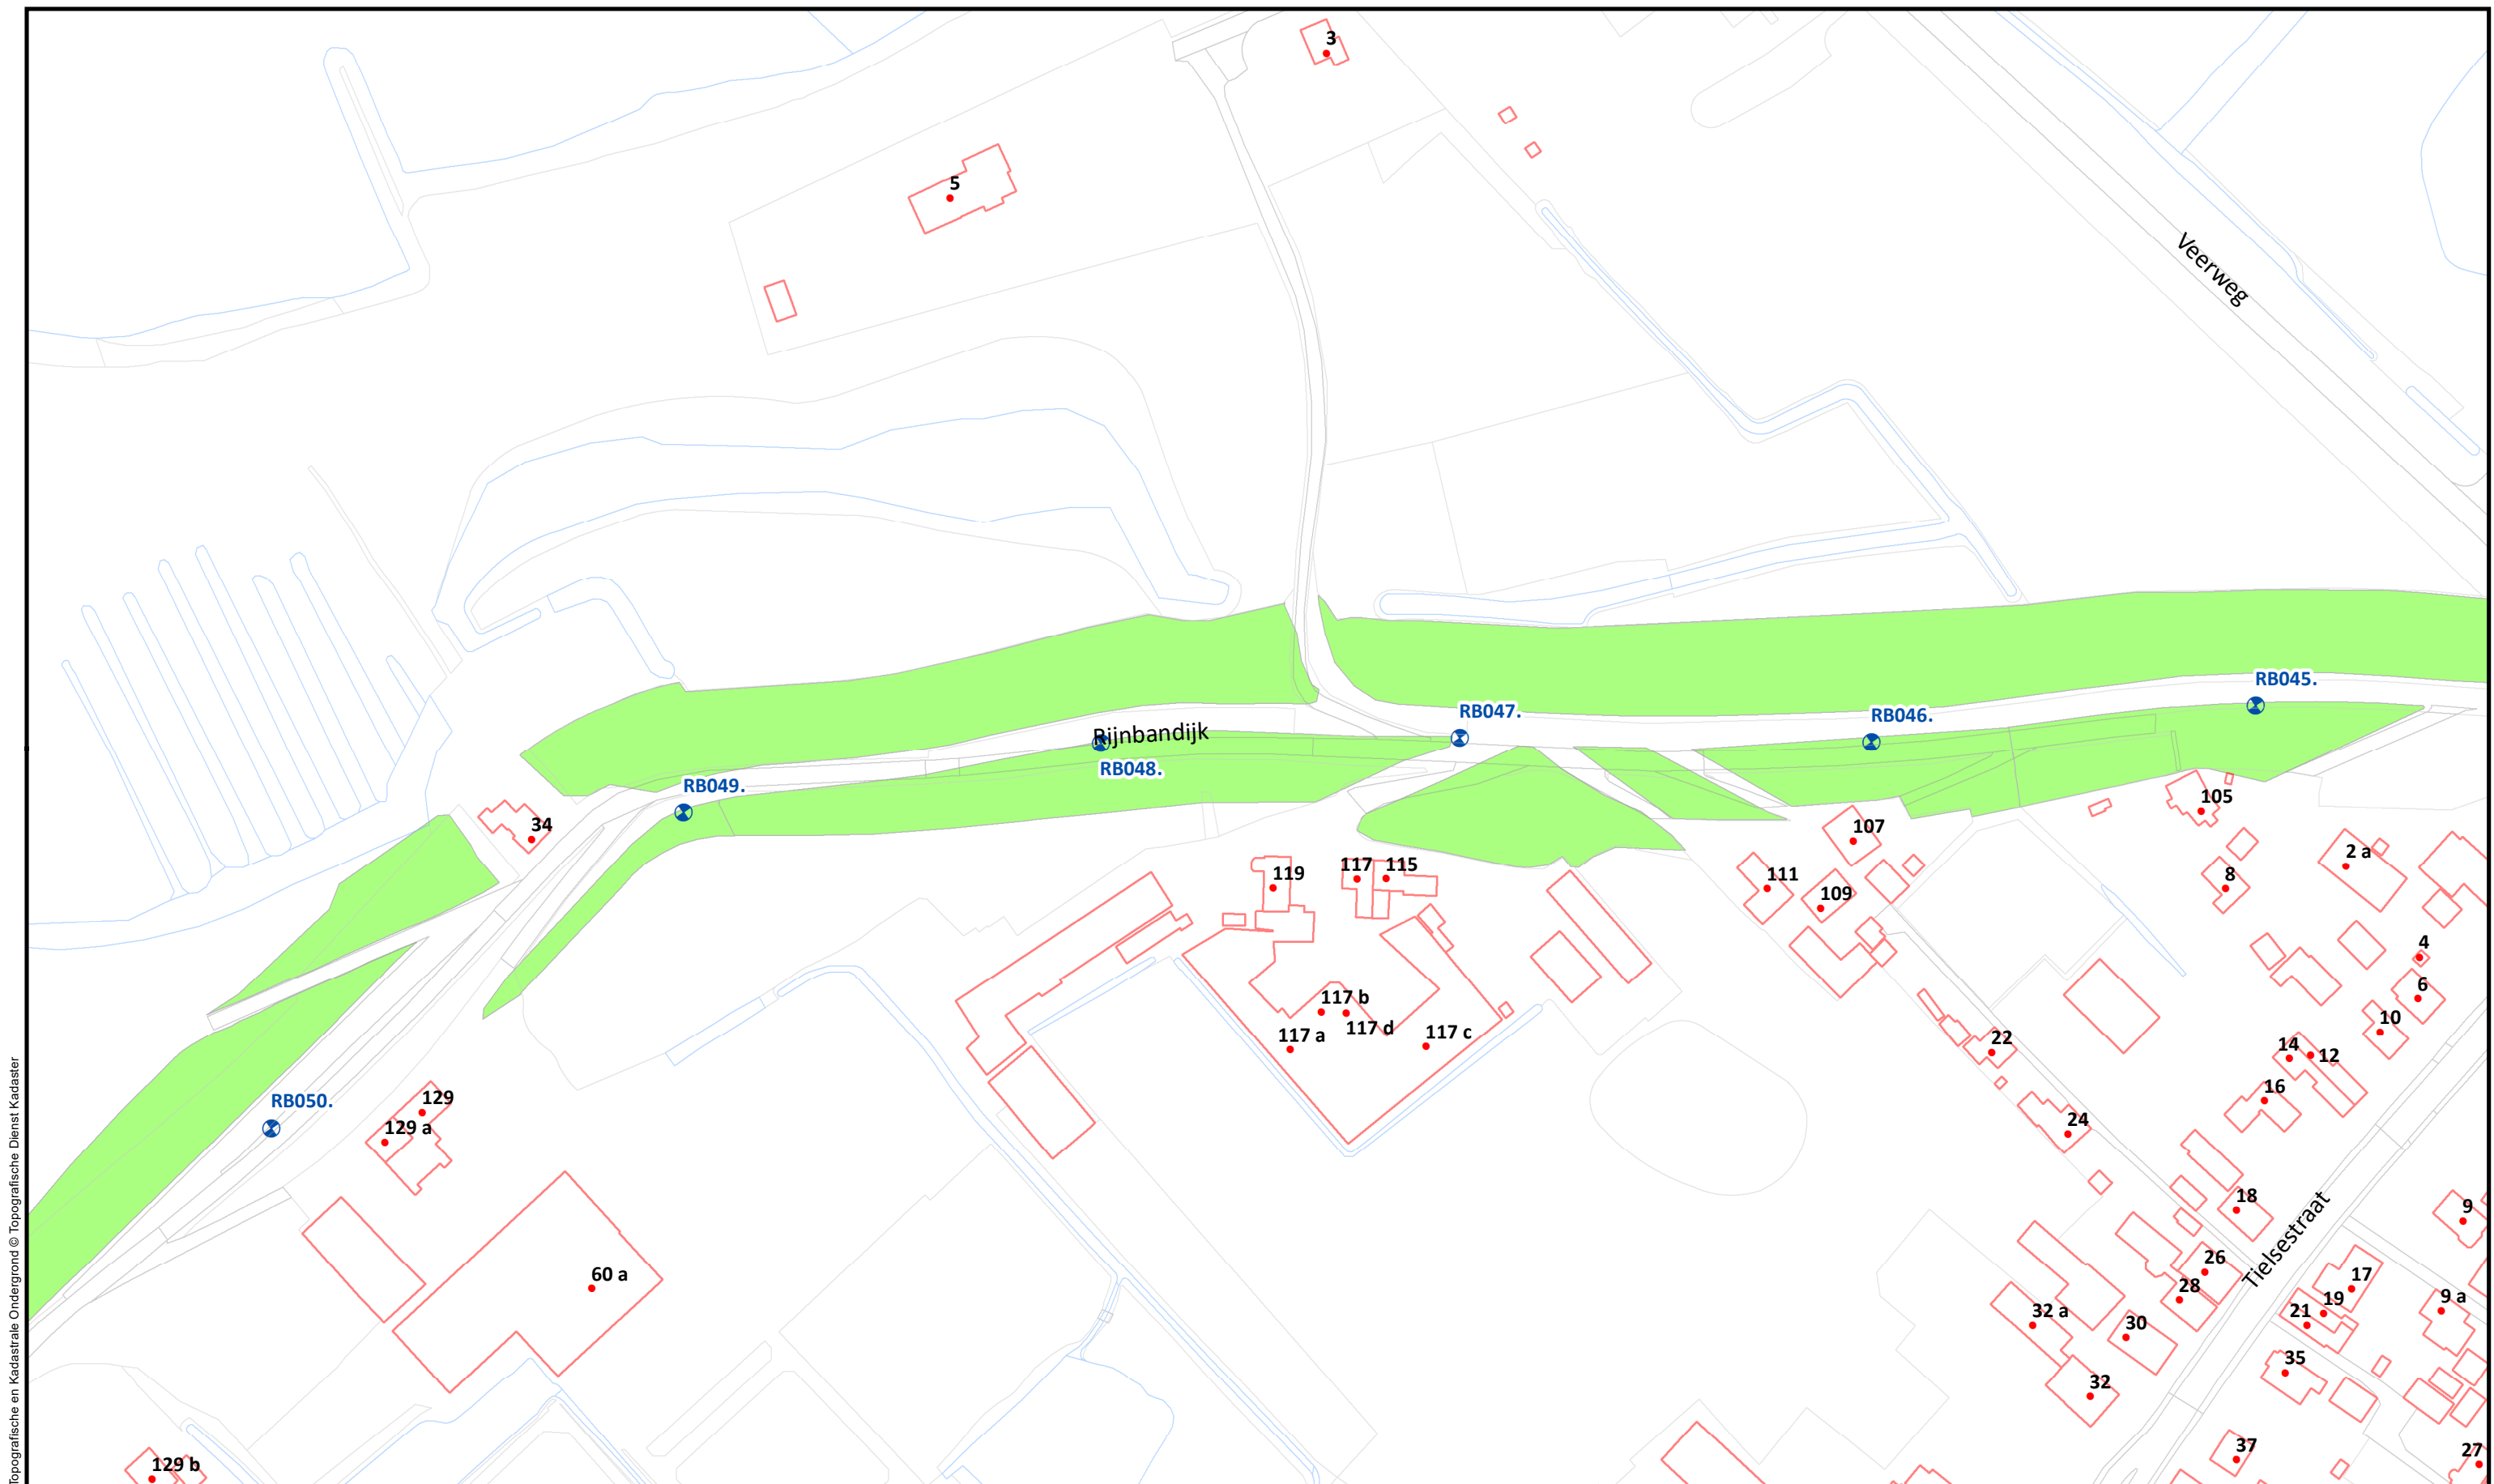 3
5
Veerweg
RB045.
RB047.
RB046.
Rijnbandijk
RB048.
RB049.
105
34
107
2 a
119
117
115
111
8
109
4
6
117 b
10
117 d
117 a
117 c
22
14
12
RB050.
129
16
24
129 a
18
9
Tielsestraat
26
60 a
17
28
9 a
19
32 a
21
30
35
32
37
27
129 b
Topografische en Kadastrale Ondergrond © Topografische Dienst Kadaster